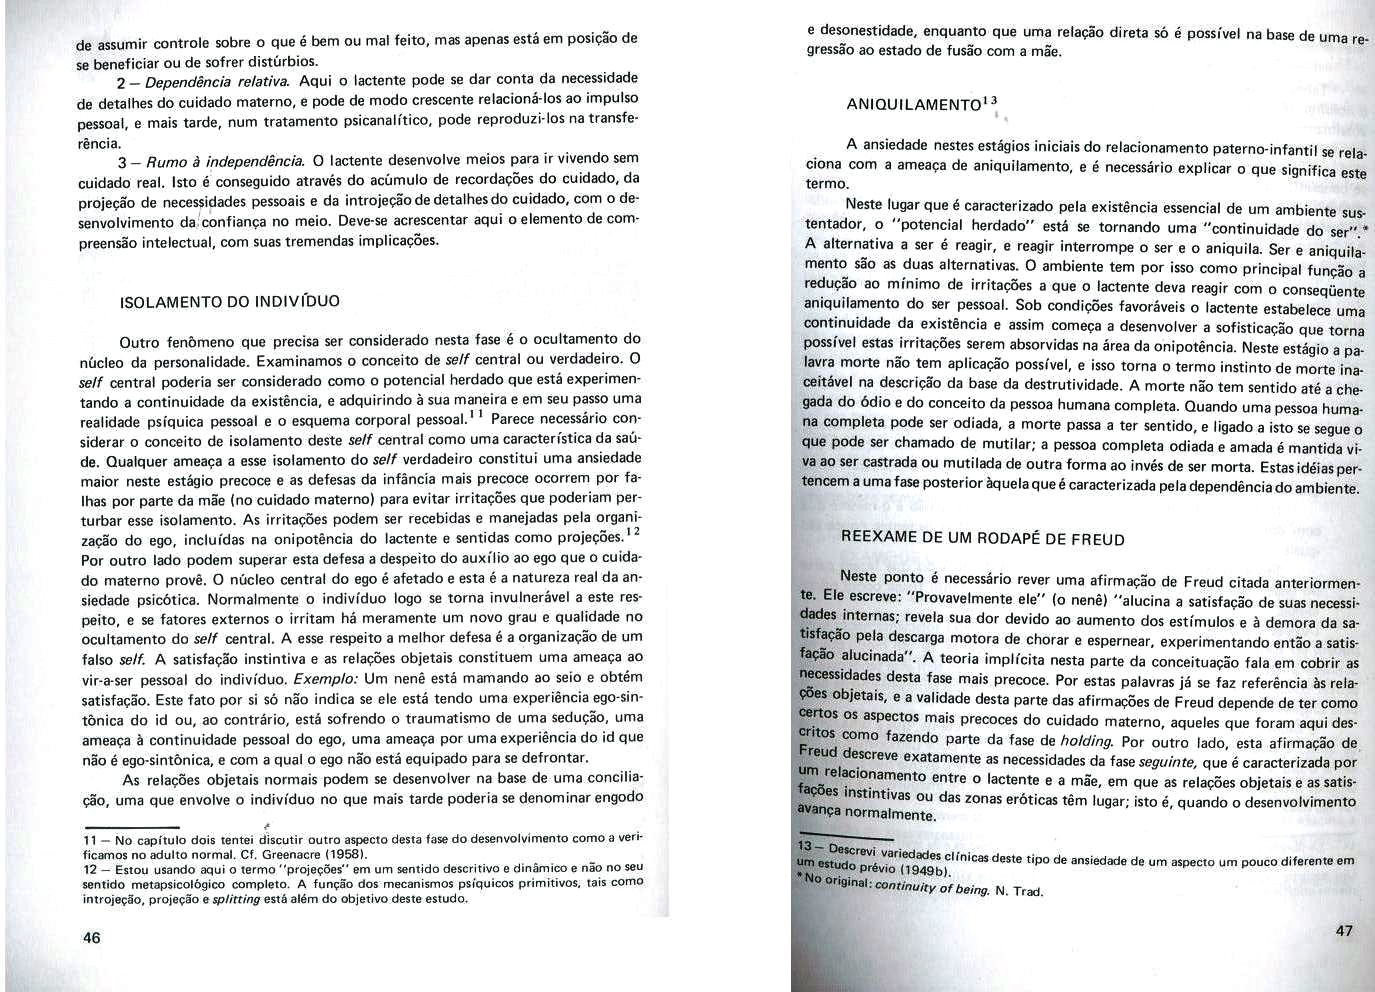 de assumir controle sobre o que é bem ou mal feito, mas apenas está em posição de
se beneficiar ou de sofrer distúrbios.
2 — Dependência relativa. Aqui o lactente pode se dar conta da necessidade
de detalhes do cuidado materno, e pode de modo crescente relacioná-los ao impulso
pessoal, e mais tarde, num tratamento psicanalítico, pode reproduzi-los na transfe-
rência.
3 — Rumo à independência. O lactente desenvolve meios para ir vivendo sem
cuidado real. Isto é conseguido através do acúmulo de recordações do cuidado, da
projeção de necessidades pessoais e da introjeção de detalhes do cuidado, com o de-
senvolvimento da confiança no meio. Deve-se acrescentar aqui o elemento de com-
preensão intelectual, com suas tremendas implicações.
ISOLAMENTO DO INDIVÍDUO
Outro fenômeno que precisa ser considerado nesta fase é o ocultamento do
núcleo da personalidade. Examinamos o conceito de self central ou verdadeiro. O
self central poderia ser considerado como o potencial herdado que está experimen-
tando a continuidade da existência, e adquirindo à sua maneira e em seu passo uma
realidade psíquica pessoal e o esquema corporal pessoal.11 Parece necessário con-
siderar o conceito de isolamento deste self central como uma característica da saú-
de. Qualquer ameaça a esse isolamento do self verdadeiro constitui uma ansiedade
maior neste estágio precoce e as defesas da infância mais precoce ocorrem por fa-
lhas por parte da mãe (no cuidado materno) para evitar irritações que poderiam per-
turbar esse isolamento. As irritações podem ser recebidas e manejadas pela organi-
zação do ego, incluídas na onipotência do lactente e sentidas como projeções.12
Por outro lado podem superar esta defesa a despeito do auxílio ao ego que o cuida-
do materno provê. O núcleo central do ego é afetado e esta é a natureza real da an-
siedade psicótica. Normalmente o indivíduo logo se torna invulnerável a este res-
peito, e se fatores externos o irritam há meramente um novo grau e qualidade no
ocultamento do self central. A esse respeito a melhor defesa é a organização de um
falso self. A satisfação instintiva e as relações objetais constituem uma ameaça ao
vir-a-ser pessoal do indivíduo. Exemplo: Um nenê está mamando ao seio e obtém
satisfação. Este fato por si só não indica se ele está tendo uma experiência ego-sin-
tônica do id ou, ao contrário, está sofrendo o traumatismo de uma sedução, uma
ameaça à continuidade pessoal do ego, uma ameaça por uma experiência do id que
não é ego-sintônica, e com a qual o ego não está equipado para se defrontar.
As relações objetais normais podem se desenvolver na base de uma concilia-
ção, uma que envolve o indivíduo no que mais tarde poderia se denominar engodo
11 — No capítulo dois tentei discutir outro aspecto desta fase do desenvolvimento como a veri-
ficamos no adulto normal. Cf. Greenacre (1958).
12 — Estou usando aqui o termo "projeções" em um sentido descritivo e dinâmico e não no seu
sentido metapsicológico completo. A função dos mecanismos psíquicos primitivos, tais como
introjeção, projeção e splitting está além do objetivo deste estudo.
46
e desonestidade, enquanto que uma relação direta só é possível na base de uma re-
gressão ao estado de fusão com a mãe.
ANIQUILAMENTO13
A ansiedade nestes estágios iniciais do relacionamento paterno-infantil se rela-
ciona com a ameaça de aniquilamento, e é necessário explicar o que significa este
termo.
Neste lugar que é caracterizado pela existência essencial de um ambiente sus-
tentador, o "potencial herdado" está se tornando uma "continuidade do ser".*
A alternativa a ser é reagir, e reagir interrompe o ser e o aniquila. Ser e aniquila-
mento são as duas alternativas. O ambiente tem por isso como principal função a
redução ao mínimo de irritações a que o lactente deva reagir com o conseqüente
aniquilamento do ser pessoal. Sob condições favoráveis o lactente estabelece uma
continuidade da existência e assim começa a desenvolver a sofisticação que torna
possível estas irritações serem absorvidas na área da onipotência. Neste estágio a pa-
lavra morte não tem aplicação possível, e isso torna o termo instinto de morte ina-
ceitável na descrição da base da destrutividade. A morte não tem sentido até a che-
gada do ódio e do conceito da pessoa humana completa. Quando uma pessoa huma-
na completa pode ser odiada, a morte passa a ter sentido, e ligado a isto se segue o
que pode ser chamado de mutilar; a pessoa completa odiada e amada é mantida vi-
va ao ser castrada ou mutilada de outra forma ao invés de ser morta. Estas idéias per-
tencem a uma fase posterior àquela que é caracterizada pela dependência do ambiente.
REEXAME DE UM RODAPÉ DE FREUD
Neste ponto é necessário rever uma afirmação de Freud citada anteriormen-
te. Ele escreve: "Provavelmente ele" (o nenê) "alucina a satisfação de suas necessi-
dades internas; revela sua dor devido ao aumento dos estímulos e à demora da sa-
tisfação pela descarga motora de chorar e espernear, experimentando então a satis-
fação alucinada". A teoria implícita nesta parte da conceituação fala em cobrir as
necessidades desta fase mais precoce. Por estas palavras já se faz referência às rela-
ções objetais, e a validade desta parte das afirmações de Freud depende de ter como
certos os aspectos mais precoces do cuidado materno, aqueles que foram aqui des-
critos como fazendo parte da fase de holding. Por outro lado, esta afirmação de
Freud descreve exatamente as necessidades da fase seguinte, que é caracterizada por
um relacionamento entre o lactente e a mãe, em que as relações objetais e as satis-
fações instintivas ou das zonas eróticas têm lugar; isto é, quando o desenvolvimento
avança normalmente.
13 — Descrevi variedades clínicas deste tipo de ansiedade de um aspecto um pouco diferente em
um estudo prévio (1949b).
* No original: continuity of being. N. Trad.
47